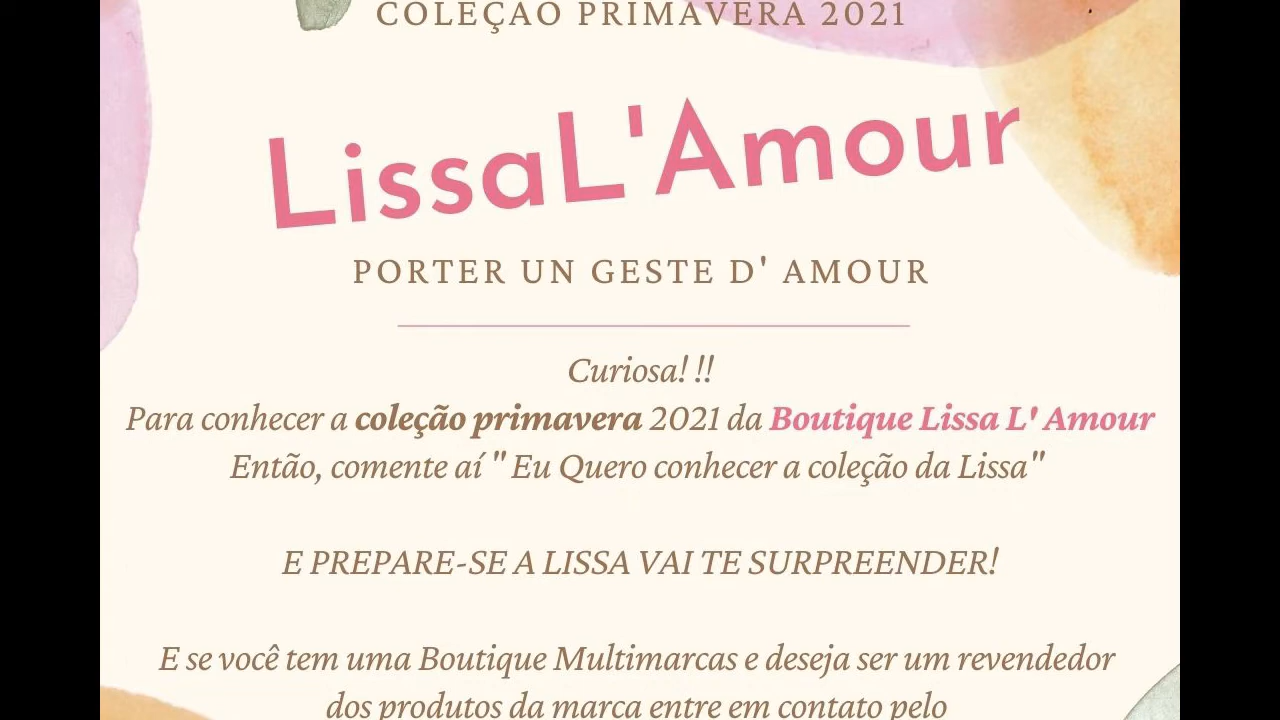 COLEÇÃO PRIMAVERA 2021
LissaL'Amour
PORTER UN GESTE D' AMOUR
Curiosa! !!
Para conhecer a coleção primavera 2021 da Boutique Lissa L' Amour
Então, comente aí " Eu Quero conhecer a coleção da Lissa"
E PREPARE-SE A LISSA VAI TE SURPREENDER!
E se você tem uma Boutique Multimarcas e deseja ser um revendedor
dos produtos da marca entre em contato pelo